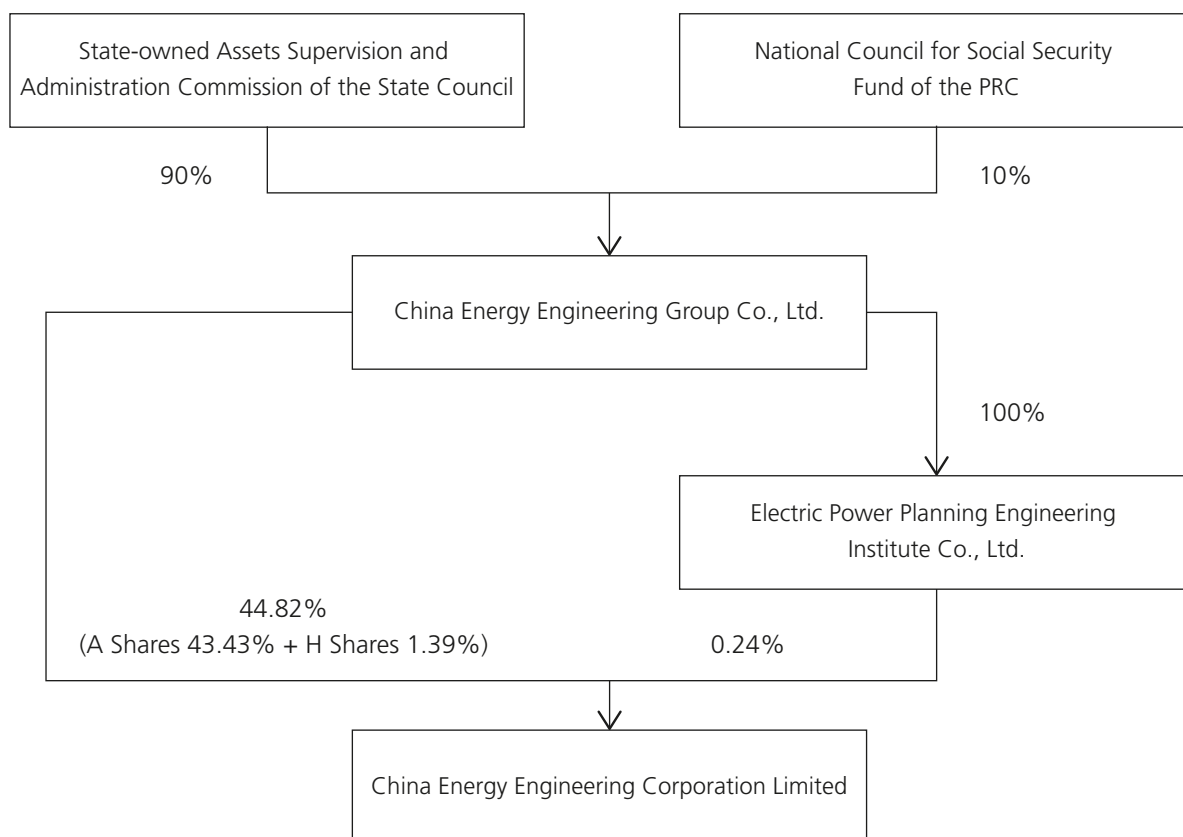 State-owned Assets Supervision and
Administration Commission of the State Council
National Council for Social Security
Fund of the PRC
90%
10%
China Energy Engineering Group Co., Ltd.
100%
Electric Power Planning Engineering
Institute Co., Ltd.
44.82%
(A Shares 43.43% + H Shares 1.39%)
0.24%
China Energy Engineering Corporation Limited